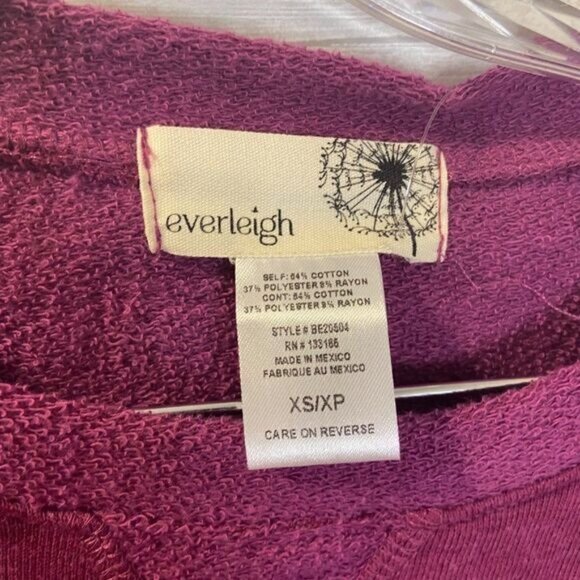 everleigh
SELF: 54% COTTON
37% POLYESTER 9% RAYON
CONT: 54% COTTON
37% POLYESTER 9% RAYON
STYLE# BE20504
RN # 133166
MADE IN MEXICO
FABRIQUE AU MEXICO
XS/XP
CARE ON REVERSE